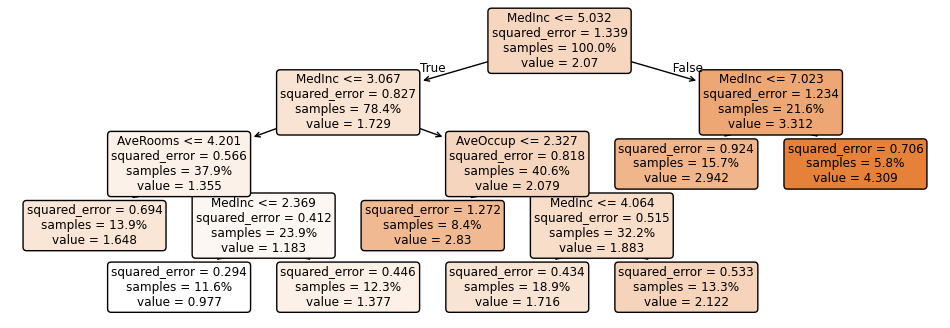 MedInc <= 5.032
squared_error = 1.339
samples = 100.0%
value = 2.07
True
False
MedInc <= 3.067
squared_error = 0.827
samples = 78.4%
value = 1.729
MedInc <= 7.023
squared_error = 1.234
samples = 21.6%
value = 3.312
AveRooms <= 4.201
squared_error = 0.566
samples = 37.9%
value = 1.355
AveOccup <= 2.327
squared_error = 0.818
samples = 40.6%
value = 2.079
squared_error = 0.924
samples = 15.7%
value = 2.942
squared_error = 0.706
samples = 5.8%
value = 4.309
squared_error = 0.694
samples = 13.9%
value = 1.648
MedInc <= 2.369
squared_error = 0.412
samples = 23.9%
value = 1.183
squared_error = 1.272
samples = 8.4%
value = 2.83
MedInc <= 4.064
squared_error = 0.515
samples = 32.2%
value = 1.883
squared_error = 0.294
samples = 11.6%
value = 0.977
squared_error = 0.446
samples = 12.3%
value = 1.377
squared_error = 0.434
samples = 18.9%
value = 1.716
squared_error = 0.533
samples = 13.3%
value = 2.122